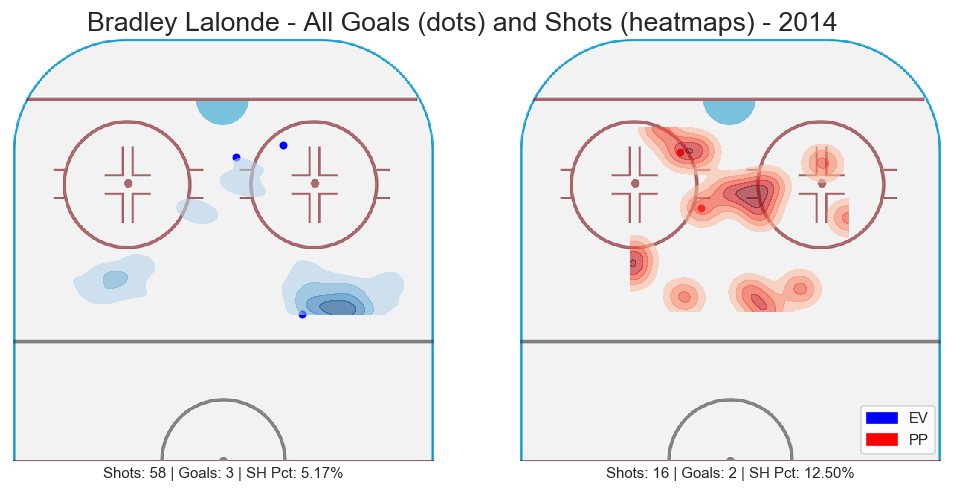 Bradley Lalonde - All Goals (dots) and Shots (heatmaps) - 2014
EV
PP
Shots: 58 | Goals: 3 | SH Pct: 5.17%
Shots: 16 | Goals: 2 | SH Pct: 12.50%